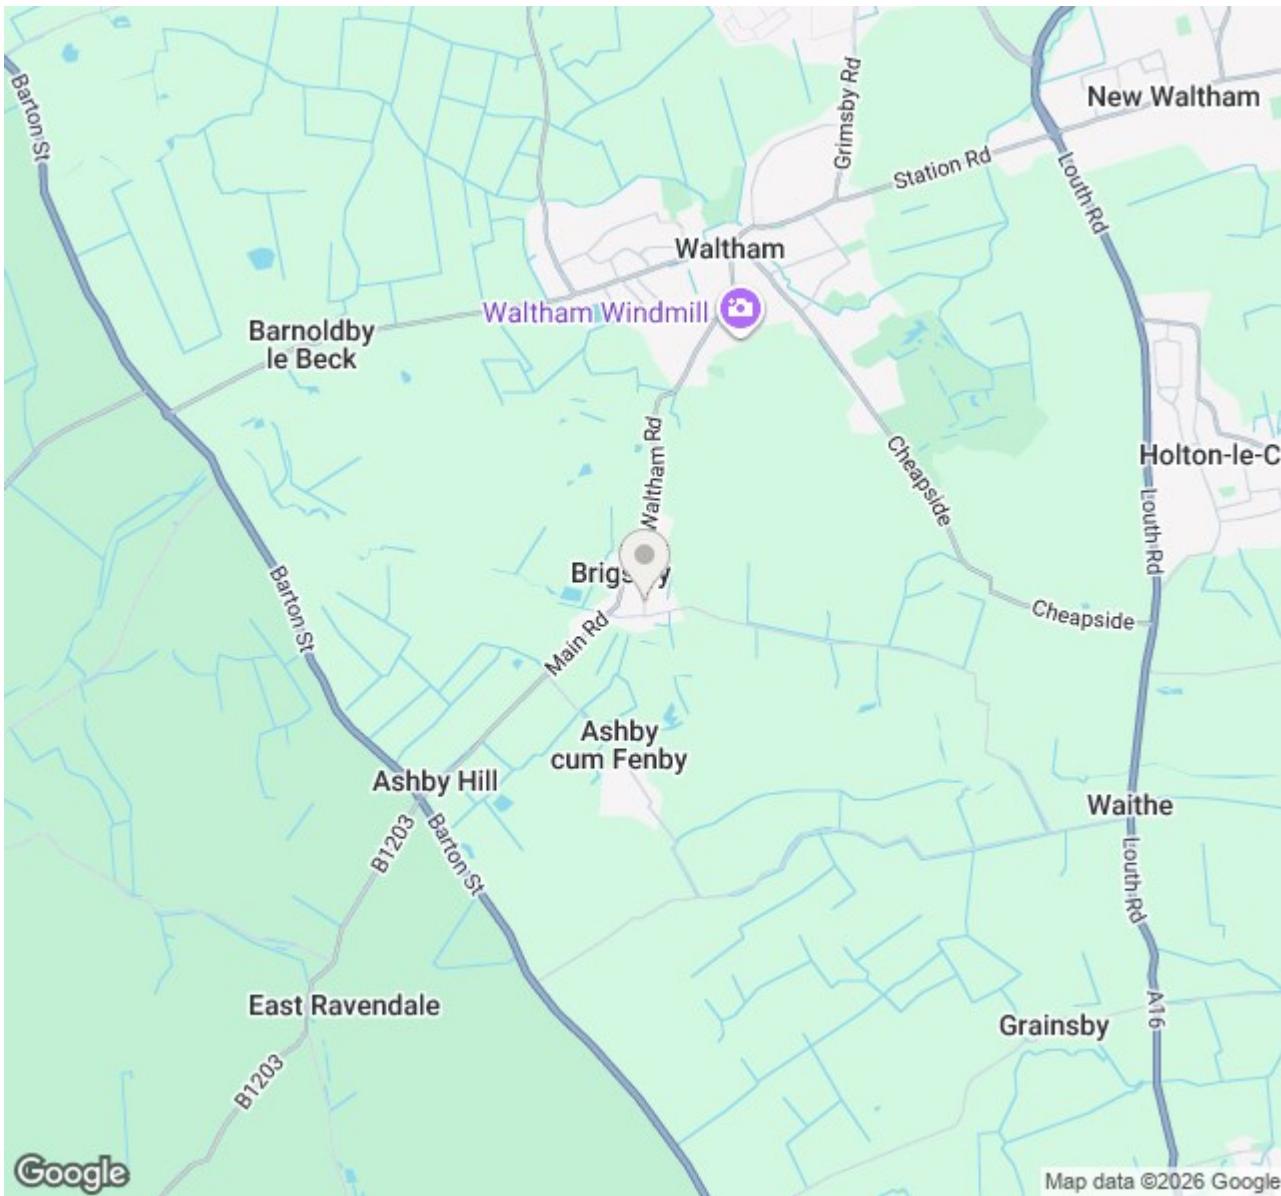 Barton St
Grimsby Rd
New Waltham
Station Rd
Louth Rd
Waltham
Waltham Windmill
Barnoldby
le Beck
Waltham Rd
Cheapside
Holton-le-C
Louth Rd
Barton St
Cheapside
Main Rd
Ashby
cum Fenby
Ashby Hill
Waithe
B1203
Barton St
Louth Rd
East Ravendale
A16
Grainsby
B1203
Google
Map data ©2026 Google